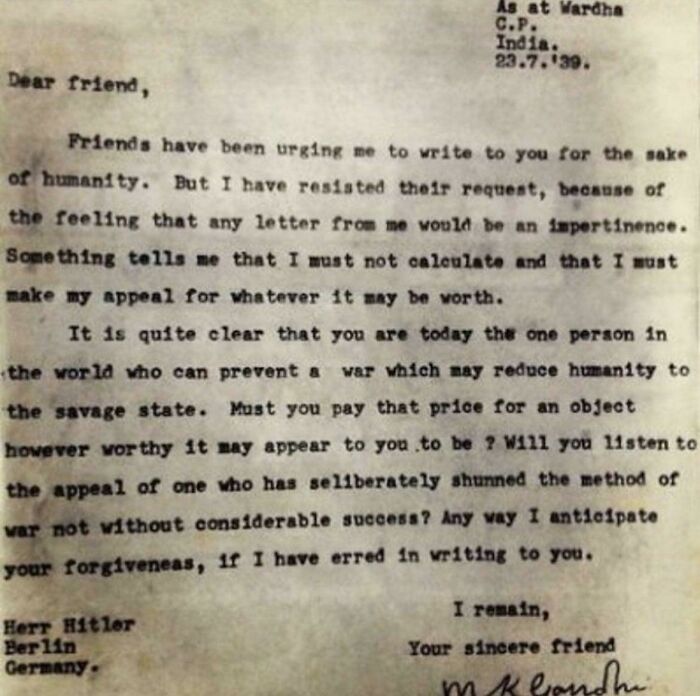 As at Wardha
C.P.
India.
23.7.'39.
Dear friend,
Friends have been urging me to write to you for the sake
of humanity. But I have resisted their request, because of
the feeling that any letter from me would be an impertinence.
Something tells me that I must not calculate and that I must
make my appeal for whatever it may be worth.
It is quite clear that you are today the one person in
the world who can prevent a war which may reduce humanity to
the savage state. Must you pay that price for an object
however worthy it may appear to you to be ? Will you listen to
the appeal of one who has seliberately shunned the method of
war not without considerable success? Any way I anticipate
your forgiveneas, if I have erred in writing to you.
I remain,
Herr Hitler
Berlin
Germany.
Your sincere friend
M K Gandhi